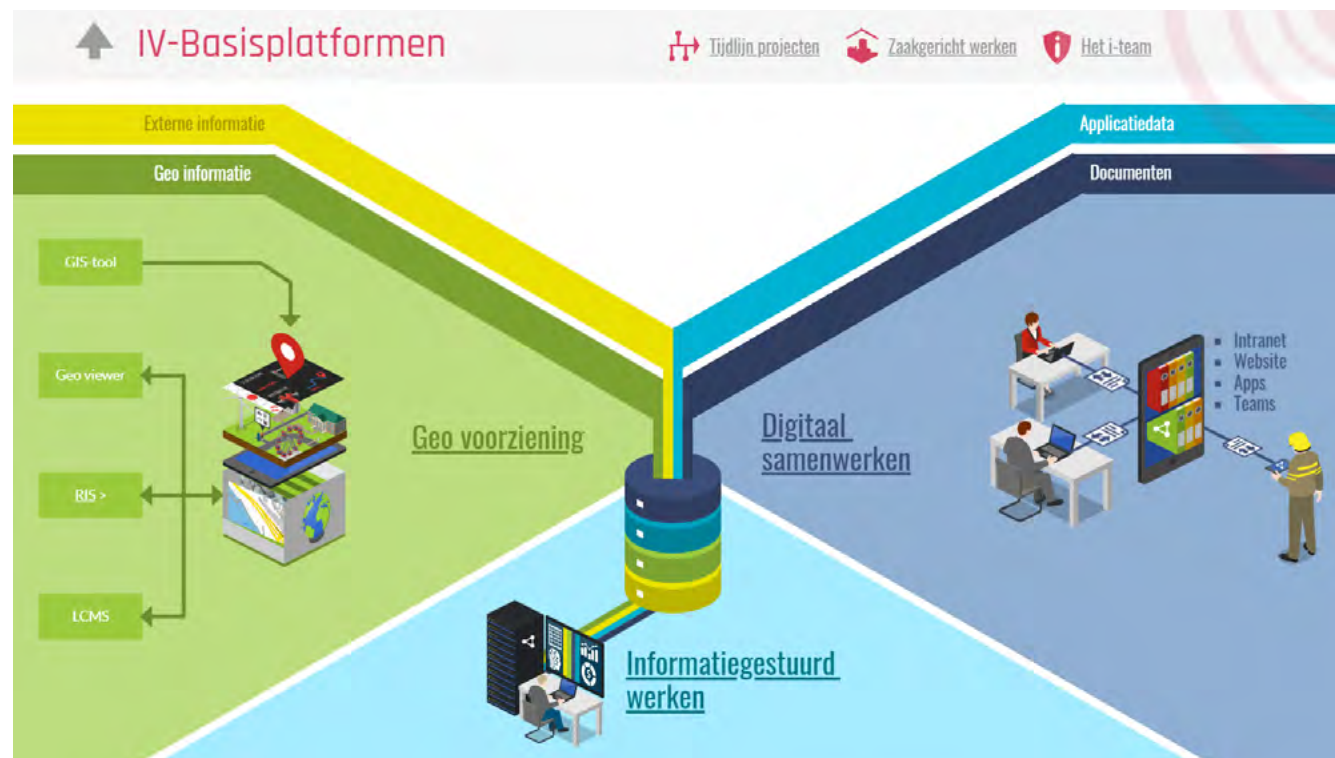 IV-Basisplatformen
Tijdlijn projecten
Zaakgericht werken
Het i-team
Externe informatie
Applicatiedata
Geo informatie
Documenten
GIS-tool
Geo viewer
RIS >
LCMS
Geo voorziening
Digitaal
samenwerken
Intranet
Website
Apps
Teams
Informatiegestuurd
werken